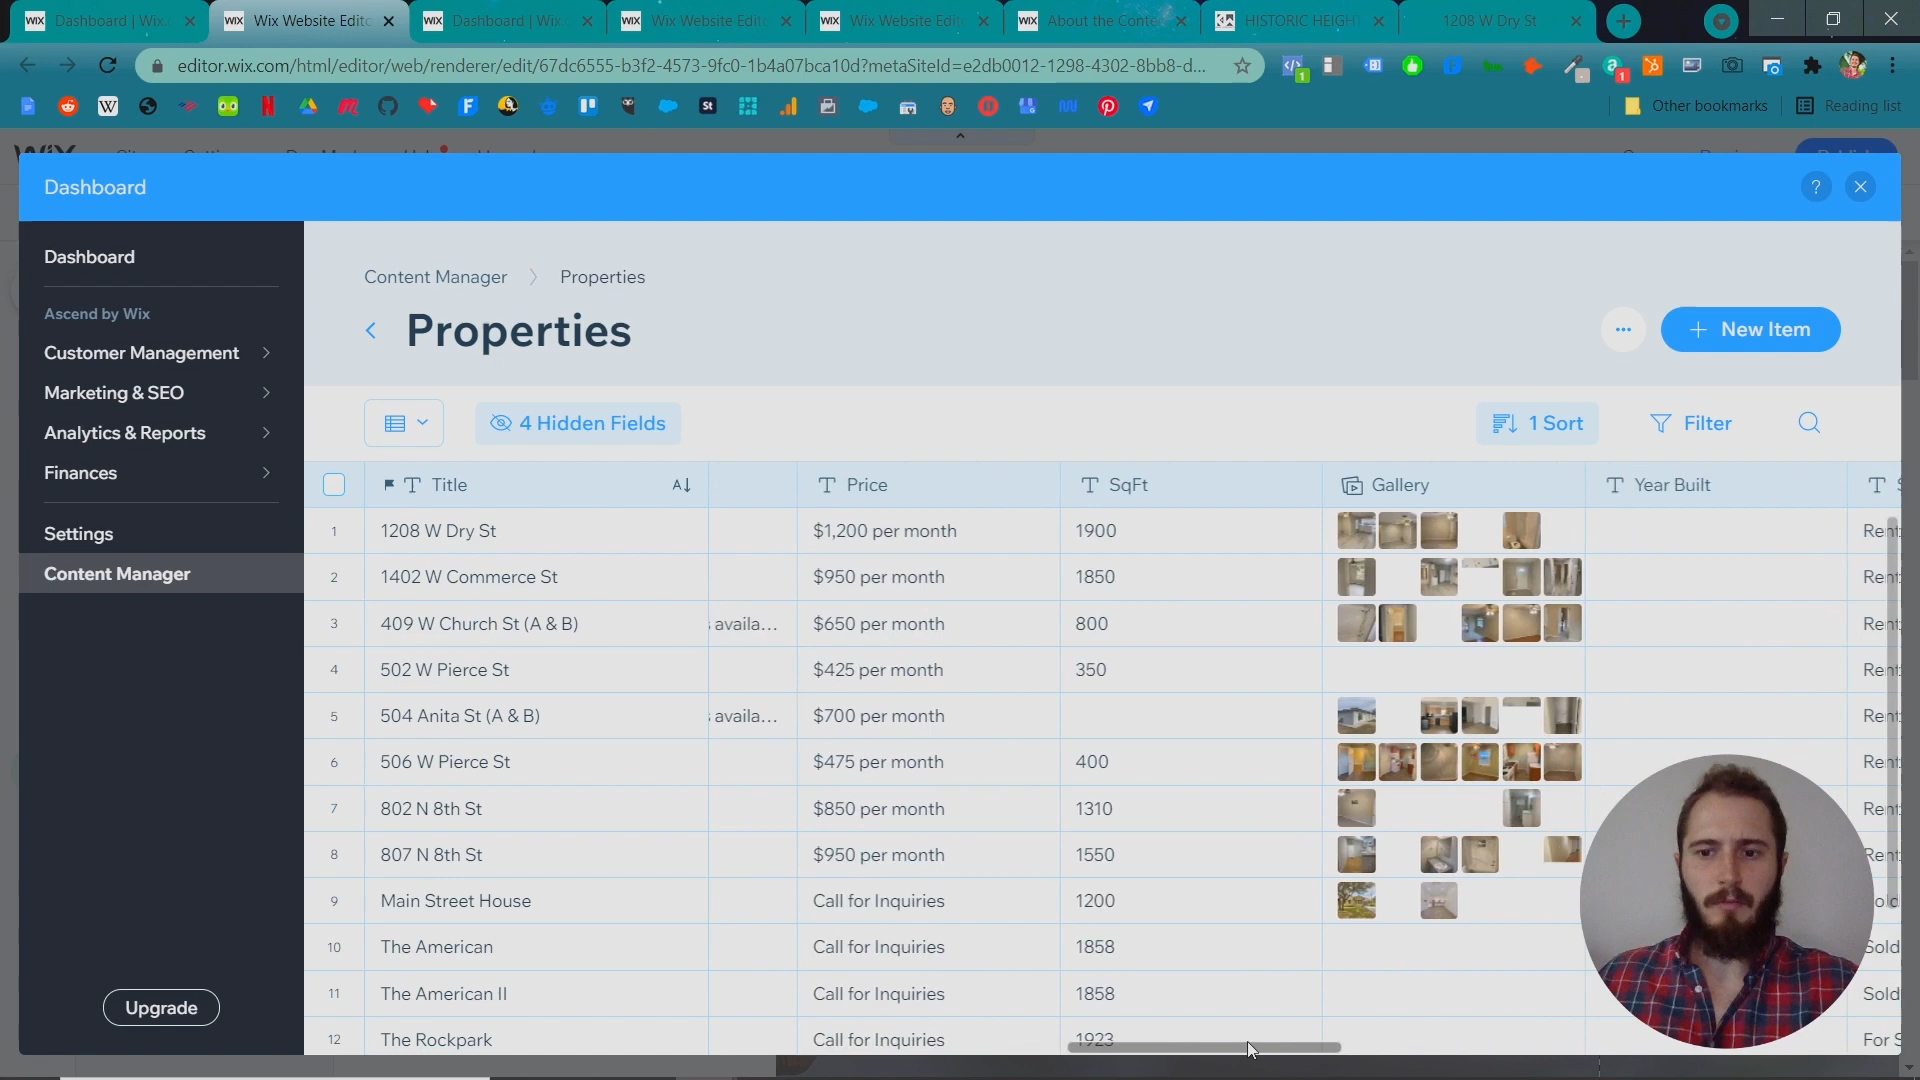 Dashboard | Wix.
Wix Website Edito
Dashboard | Wix.
Wix Website Edito
Wix Website Edito
About the Conte
HISTORIC HEIGHT
1208 W Dry St
editor.wix.com/html/editor/web/renderer/edit/67dc6555-b3f2-4573-9fc0-1b4a07bca10d?metaSiteId=e2db0012-1298-4302-8bb8-d...
Other bookmarks
Reading list
Dashboard
?
Dashboard
Ascend by Wix
Customer Management
Marketing & SEO
Analytics & Reports
Finances
Settings
Content Manager
Upgrade
Content Manager > Properties
Properties
... + New Item
4 Hidden Fields
1 Sort
Filter
Title Price SqFt Gallery Year Built
1 1208 W Dry St $1,200 per month 1900 Rent
2 1402 W Commerce St $950 per month 1850 Rent
3 409 W Church St (A & B) s availa... $650 per month 800 Rent
4 502 W Pierce St $425 per month 350 Rent
5 504 Anita St (A & B) s availa... $700 per month Rent
6 506 W Pierce St $475 per month 400 Rent
7 802 N 8th St $850 per month 1310 Rent
8 807 N 8th St $950 per month 1550 Rent
9 Main Street House Call for Inquiries 1200
10 The American Call for Inquiries 1858 Sold
11 The American II Call for Inquiries 1858 Sold
12 The Rockpark Call for Inquiries 1923 For S